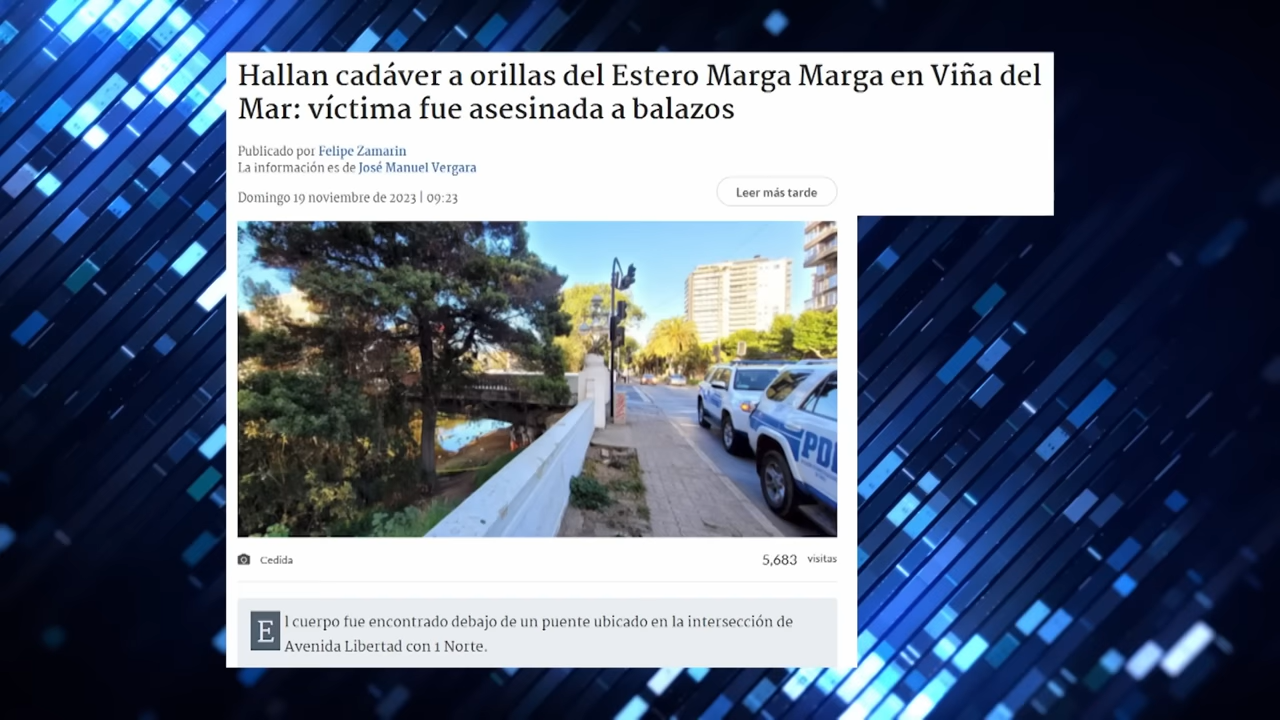 Hallan cadáver a orillas del Estero Marga Marga en Viña del
Mar: víctima fue asesinada a balazos
Publicado por Felipe Zamarin
La información es de José Manuel Vergara
Domingo 19 noviembre de 2023 | 09:23
Leer más tarde
Cedida
5,683 visitas
El cuerpo fue encontrado debajo de un puente ubicado en la intersección de
Avenida Libertad con 1 Norte.